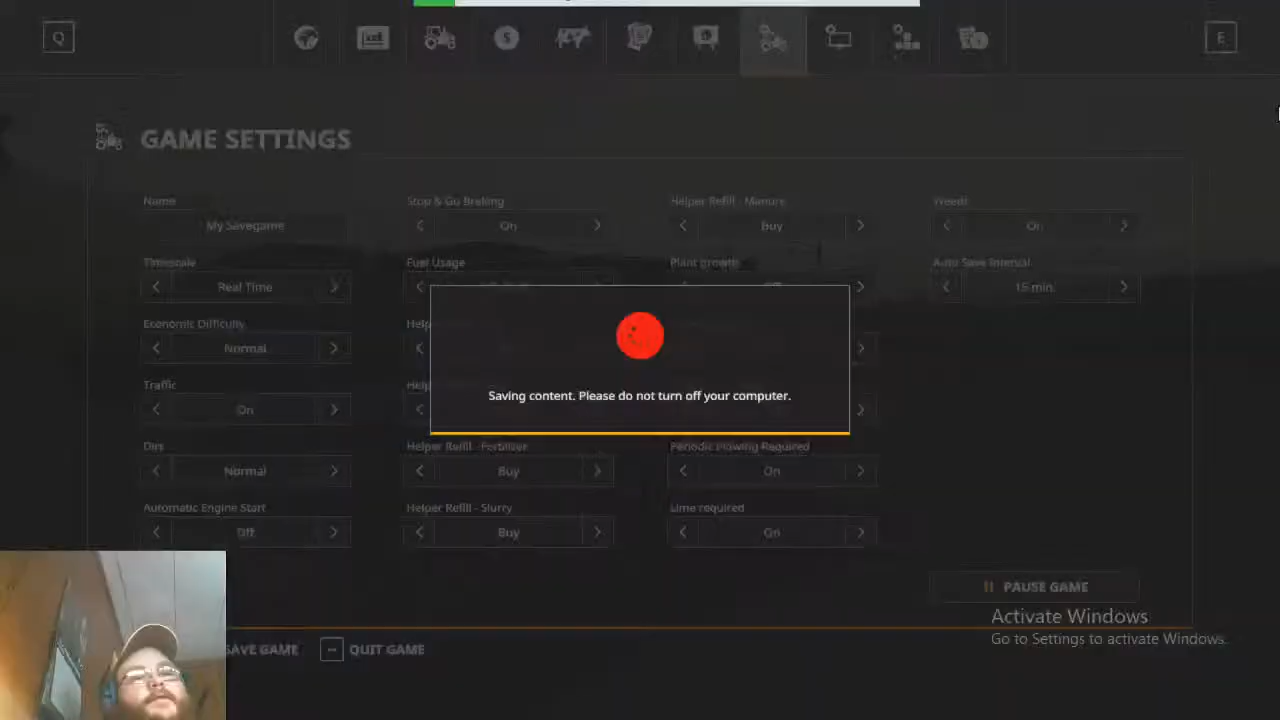 Q
E
GAME SETTINGS
Name
My Savegame
Stop & Go Braking
On
Helper Refill - Manure
Buy
Weeds
On
Timescale
Real Time
Fuel Usage
Plant growth
Off
Auto Save Interval
15 min.
Economic Difficulty
Normal
Help
Saving content. Please do not turn off your computer.
Traffic
On
Help
Dirt
Normal
Helper Refill - Fertilizer
Buy
Periodic Plowing Required
On
Automatic Engine Start
Off
Helper Refill - Slurry
Buy
Lime required
On
PAUSE GAME
Activate Windows
Go to Settings to activate Windows.
SAVE GAME
QUIT GAME